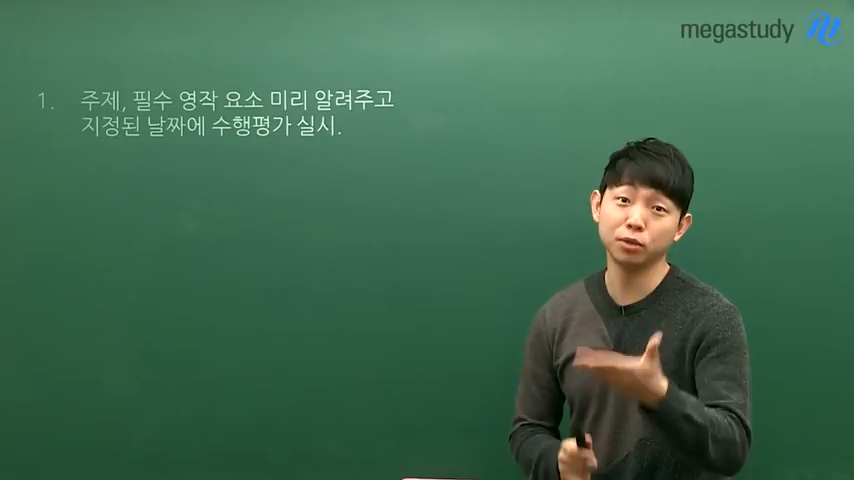 megastudy
1. 주제, 필수 영작 요소 미리 알려주고
지정된 날짜에 수행평가 실시.